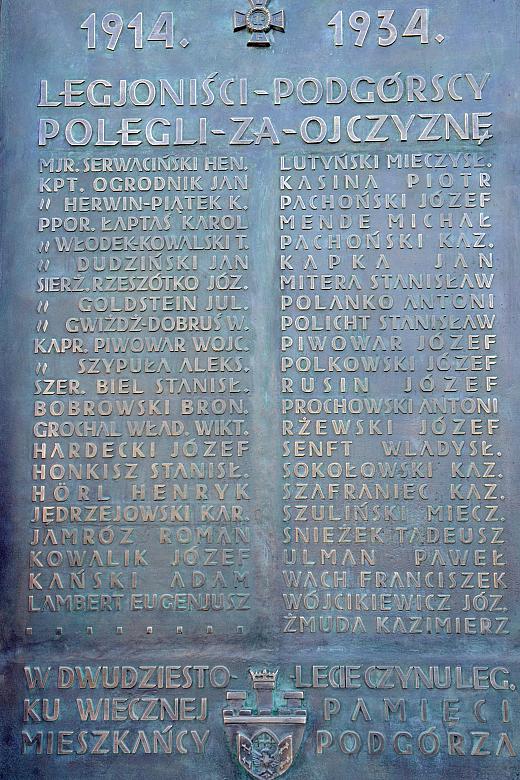 1914. 1934.
LEGJONIŚCI-PODGÓRSCY
POLEGLI-ZA-OJCZYZNĘ
MJR. SERWACIŃSKI HEN.
KPT. OGRODNIK JAN
〃 HERWIN-PIĄTEK K.
PPOR. ŁAPTAŚ KAROL
〃 WŁODEK-KOWALSKI T.
〃 DUDZIŃSKI JAN
SIERŻ. RZESZÓTKO JÓZ.
〃 GOLDSTEIN JUL.
〃 GWIŻDŻ-DOBRUŚ W.
KAPR. PIWOWAR WOJC.
〃 SZYPUŁA ALEKS.
SZER. BIEL STANISŁ.
BOBROWSKI BRON.
GROCHAL WŁAD. WIKT.
HARDECKI JÓZEF
HONKISZ STANISŁ.
HÖRL HENRYK
JĘDRZEJOWSKI KAR.
JAMRÓZ ROMAN
KOWALIK JÓZEF
KAŃSKI ADAM
LAMBERT EUGENJUSZ
LUTYŃSKI MIECZYSŁ.
KASINA PIOTR
PACHOŃSKI JÓZEF
MENDE MICHAŁ
PACHOŃSKI KAZ.
KAPKA JAN
MITERA STANISŁAW
POLANKO ANTONI
POLICHT STANISŁAW
PIWOWAR JÓZEF
POLKOWSKI JÓZEF
RUSIN JÓZEF
PROCHOWSKI ANTONI
RŻEWSKI JÓZEF
SENFT WŁADYSŁ.
SOKOŁOWSKI KAZ.
SZAFRANIEC KAZ.
SZULIŃSKI MIECZ.
SNIEŻEK TADEUSZ
ULMAN PAWEŁ
WACH FRANCISZEK
WÓJCIKIEWICZ JÓZ.
ŻMUDA KAZIMIERZ
W DWUDZIESTO-LECIE CZYNU LEG.
KU WIECZNEJ PAMIĘCI
MIESZKAŃCY PODGÓRZA